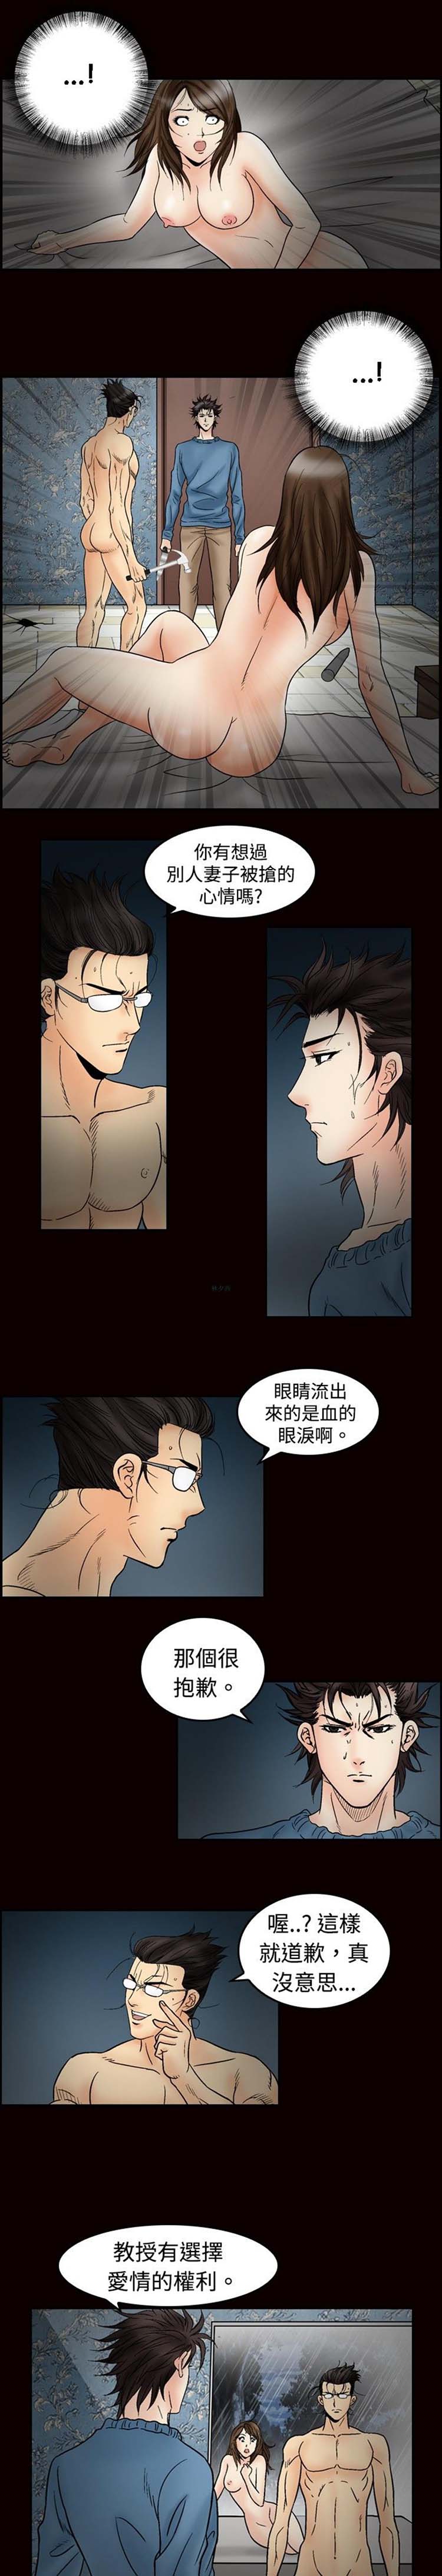 ...!
...!
你有想過
別人妻子被搶的
心情嗎?
眼睛流出
來的是血的
眼淚啊。
那個很
抱歉。
喔..? 這樣
就道歉，真
沒意思...
教授有選擇
愛情的權利。